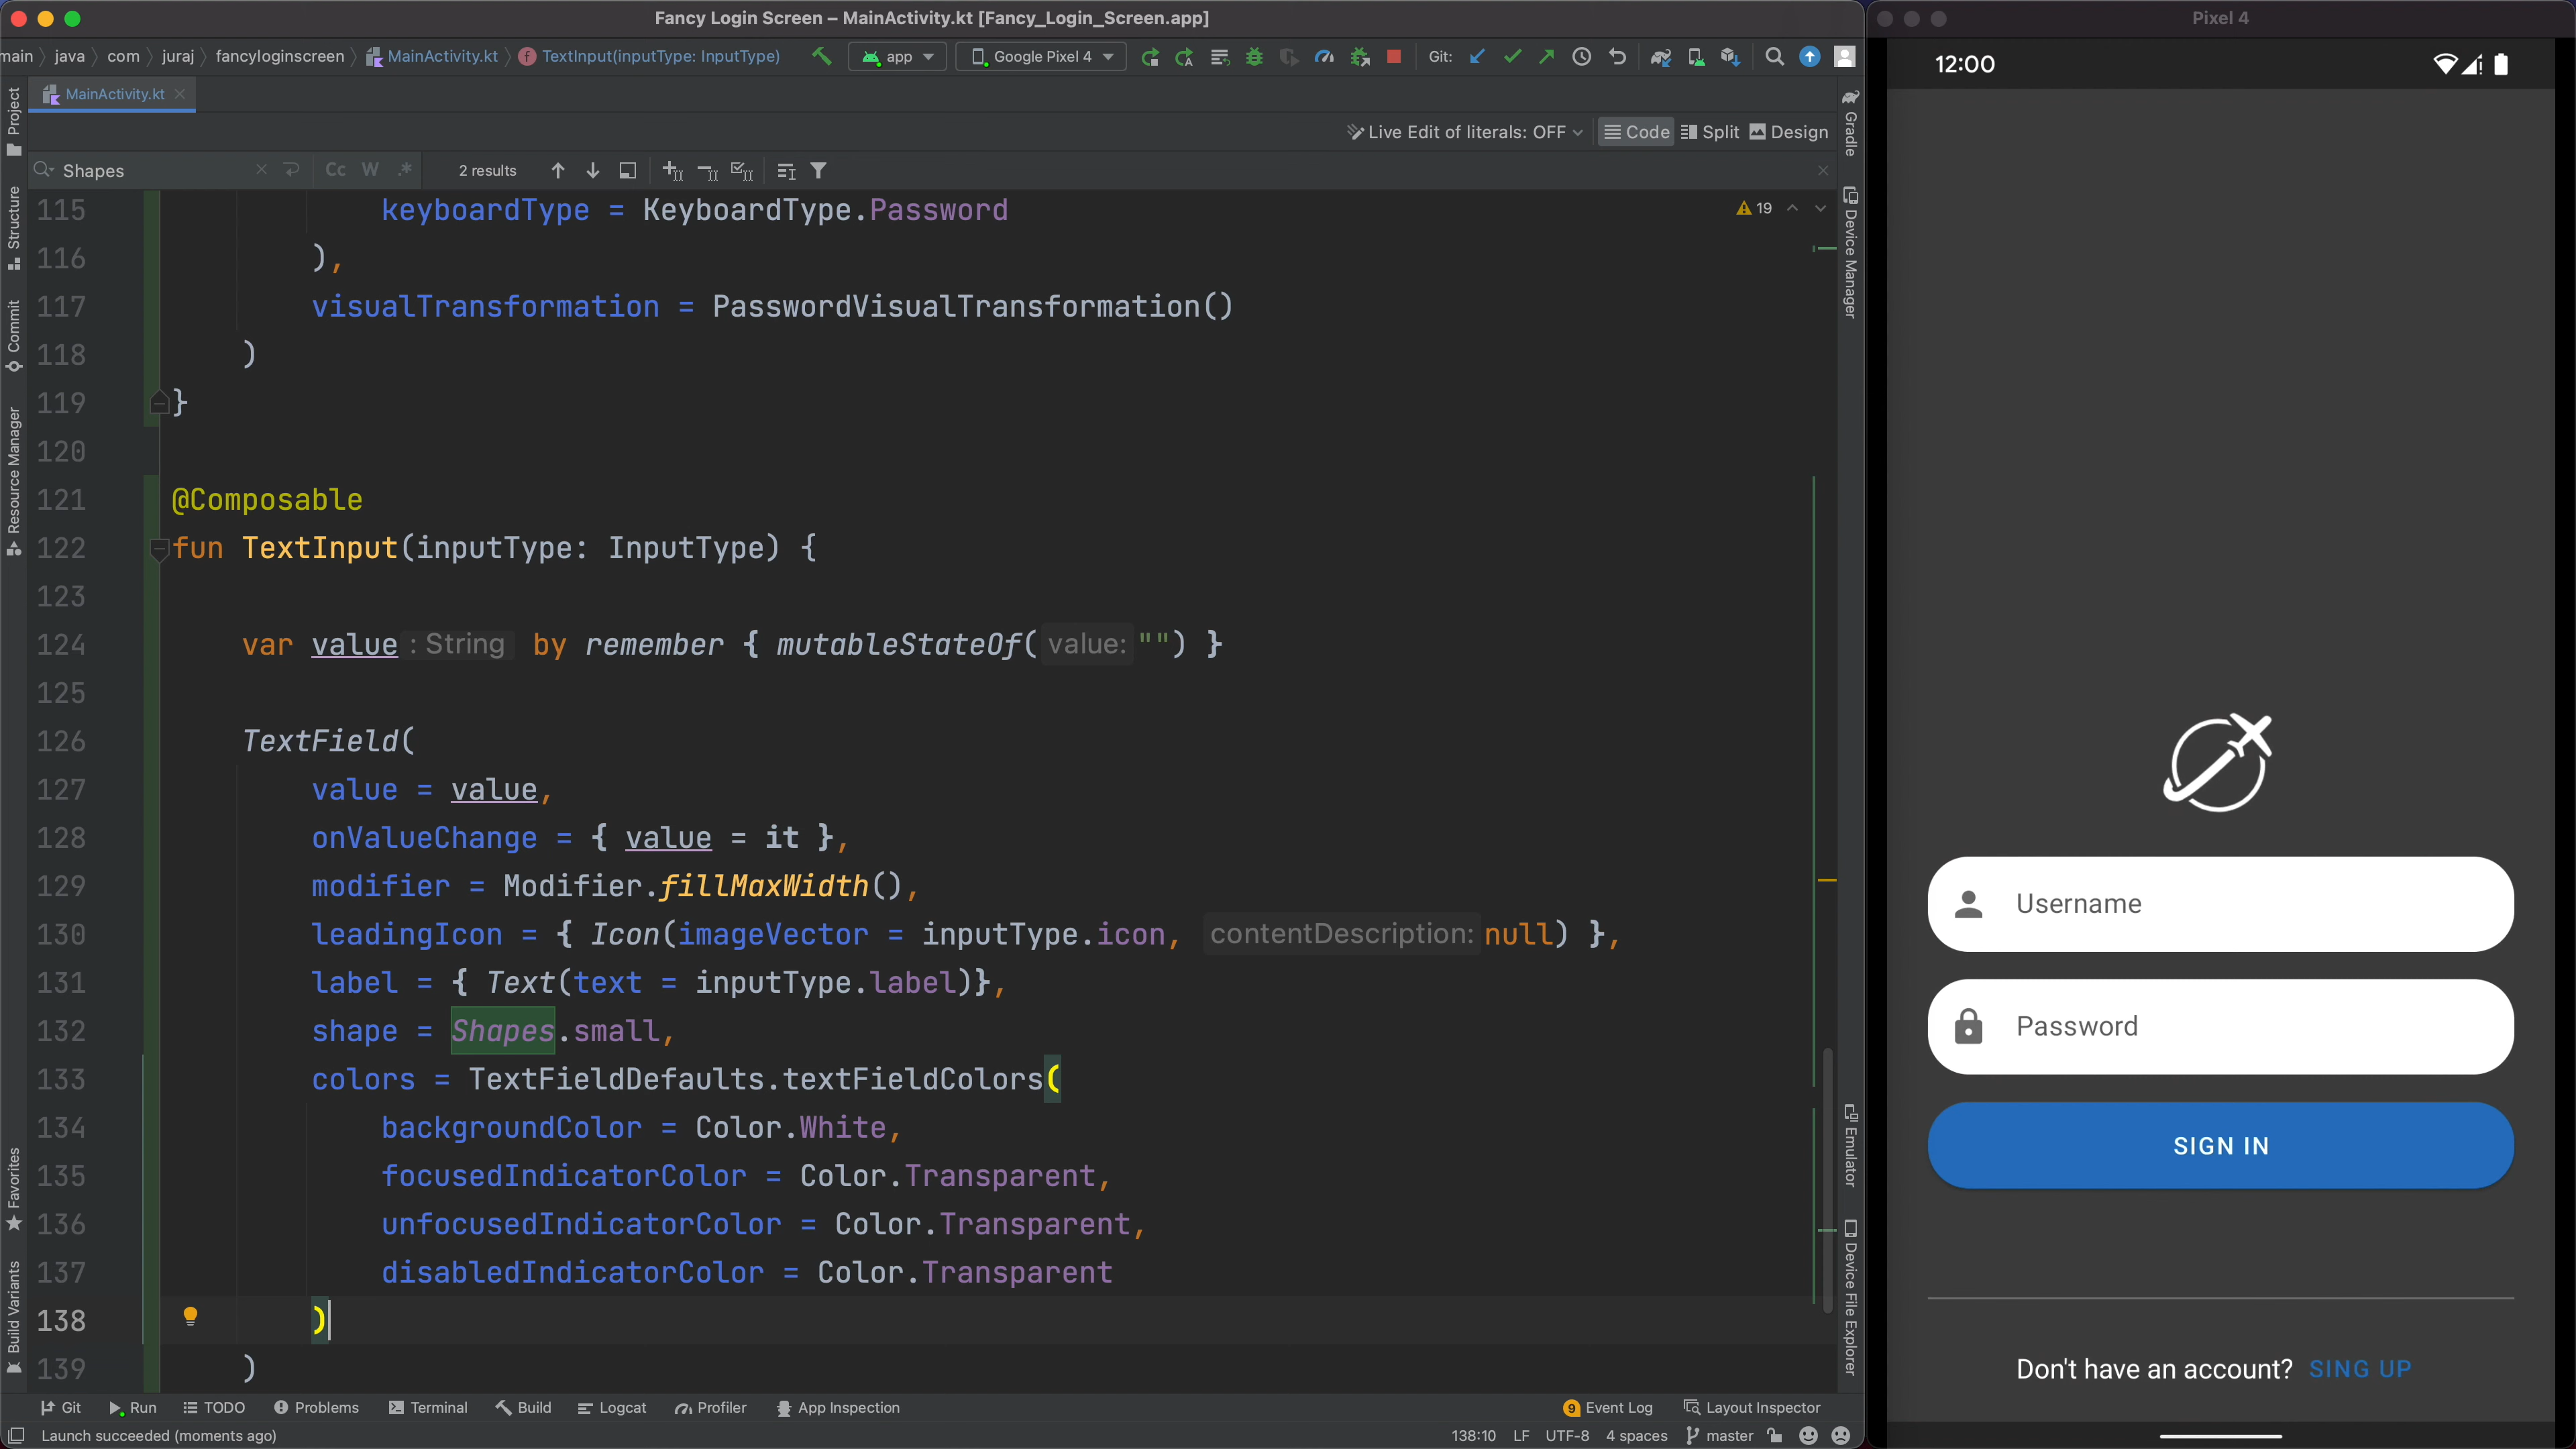 Fancy Login Screen – MainActivity.kt [Fancy_Login_Screen.app]
main java com juraj fancyloginscreen MainActivity.kt TextInput(inputType: InputType) app Google Pixel 4 Git:
MainActivity.kt
Live Edit of literals: OFF Code Split Design
Shapes Cc W .* 2 results
115 keyboardType = KeyboardType.Password
19
116 ),
117 visualTransformation = PasswordVisualTransformation()
118 )
119 }
120
121 @Composable
122 fun TextInput(inputType: InputType) {
123
124 var value : String by remember { mutableStateOf( value: "") }
125
126 TextField(
127 value = value,
128 onValueChange = { value = it },
129 modifier = Modifier.fillMaxWidth(),
130 leadingIcon = { Icon(imageVector = inputType.icon, contentDescription: null) },
131 label = { Text(text = inputType.label)},
132 shape = Shapes.small,
133 colors = TextFieldDefaults.textFieldColors(
134 backgroundColor = Color.White,
135 focusedIndicatorColor = Color.Transparent,
136 unfocusedIndicatorColor = Color.Transparent,
137 disabledIndicatorColor = Color.Transparent
138 )
139 )
Project
Structure
Commit
Resource Manager
Favorites
Build Variants
Gradle
Device Manager
Emulator
Device File Explorer
Git Run TODO Problems Terminal Build Logcat Profiler App Inspection 9 Event Log Layout Inspector
Launch succeeded (moments ago) 138:10 LF UTF-8 4 spaces master
Pixel 4
12:00
Username
Password
SIGN IN
Don't have an account? SING UP